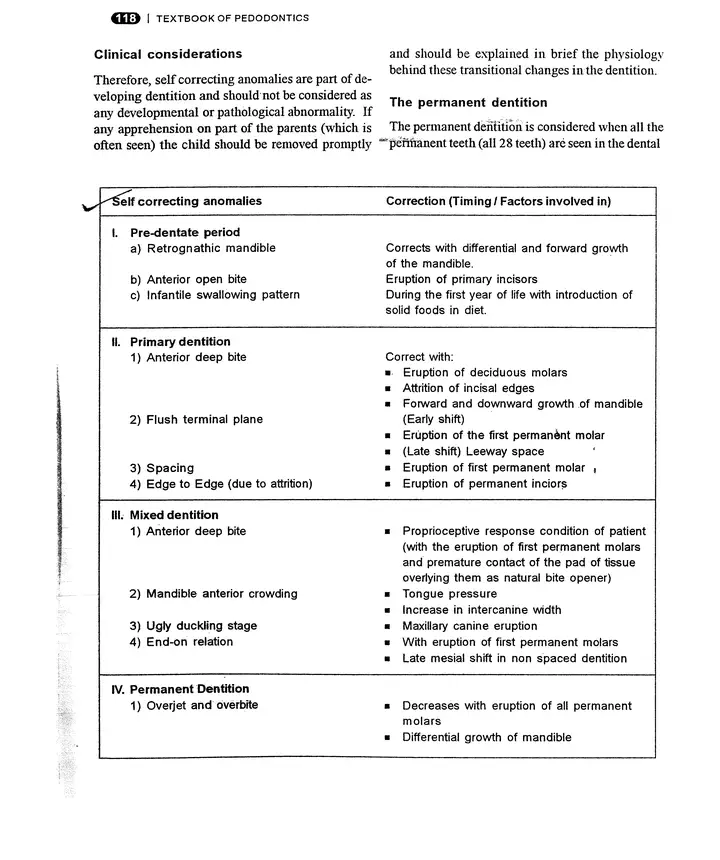 118 | TEXTBOOK OF PEDODONTICS
Clinical considerations
Therefore, self correcting anomalies are part of de-
veloping dentition and should not be considered as
any developmental or pathological abnormality. If
any apprehension on part of the parents (which is
often seen) the child should be removed promptly
and should be explained in brief the physiology
behind these transitional changes in the dentition.
The permanent dentition
The permanent dentition is considered when all the
permanent teeth (all 28 teeth) are seen in the dental
Self correcting anomalies Correction (Timing / Factors involved in)
I. Pre-dentate period
a) Retrognathic mandible Corrects with differential and forward growth
of the mandible.
b) Anterior open bite Eruption of primary incisors
c) Infantile swallowing pattern During the first year of life with introduction of
solid foods in diet.
II. Primary dentition
1) Anterior deep bite Correct with:
■ Eruption of deciduous molars
■ Attrition of incisal edges
■ Forward and downward growth of mandible
2) Flush terminal plane (Early shift)
■ Eruption of the first permanent molar
■ (Late shift) Leeway space
3) Spacing ■ Eruption of first permanent molar
4) Edge to Edge (due to attrition) ■ Eruption of permanent inciors
III. Mixed dentition
1) Anterior deep bite ■ Proprioceptive response condition of patient
(with the eruption of first permanent molars
and premature contact of the pad of tissue
overlying them as natural bite opener)
2) Mandible anterior crowding ■ Tongue pressure
■ Increase in intercanine width
3) Ugly duckling stage ■ Maxillary canine eruption
4) End-on relation ■ With eruption of first permanent molars
■ Late mesial shift in non spaced dentition
IV. Permanent Dentition
1) Overjet and overbite ■ Decreases with eruption of all permanent
molars
■ Differential growth of mandible